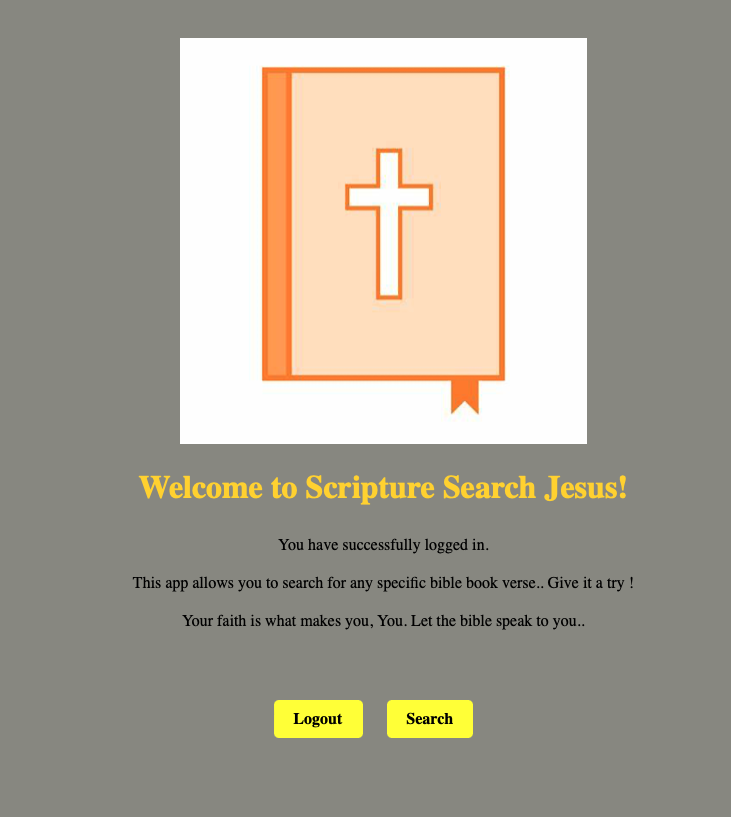 Welcome to Scripture Search Jesus!
You have successfully logged in.
This app allows you to search for any specific bible book verse.. Give it a try !
Your faith is what makes you, You. Let the bible speak to you..
Logout
Search